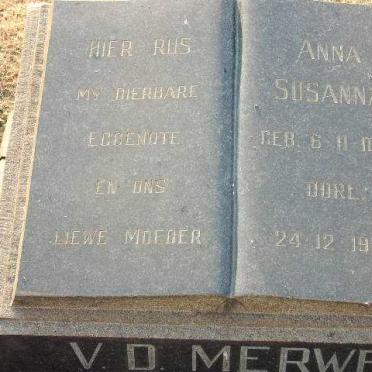 HIER RUS
MY DIERBARE
EGGENOTE
EN ONS
LIEWE MOEDER
ANNA
SUSANNA
GEB. 6 11
OORL.
24 12 19
V D MERWE